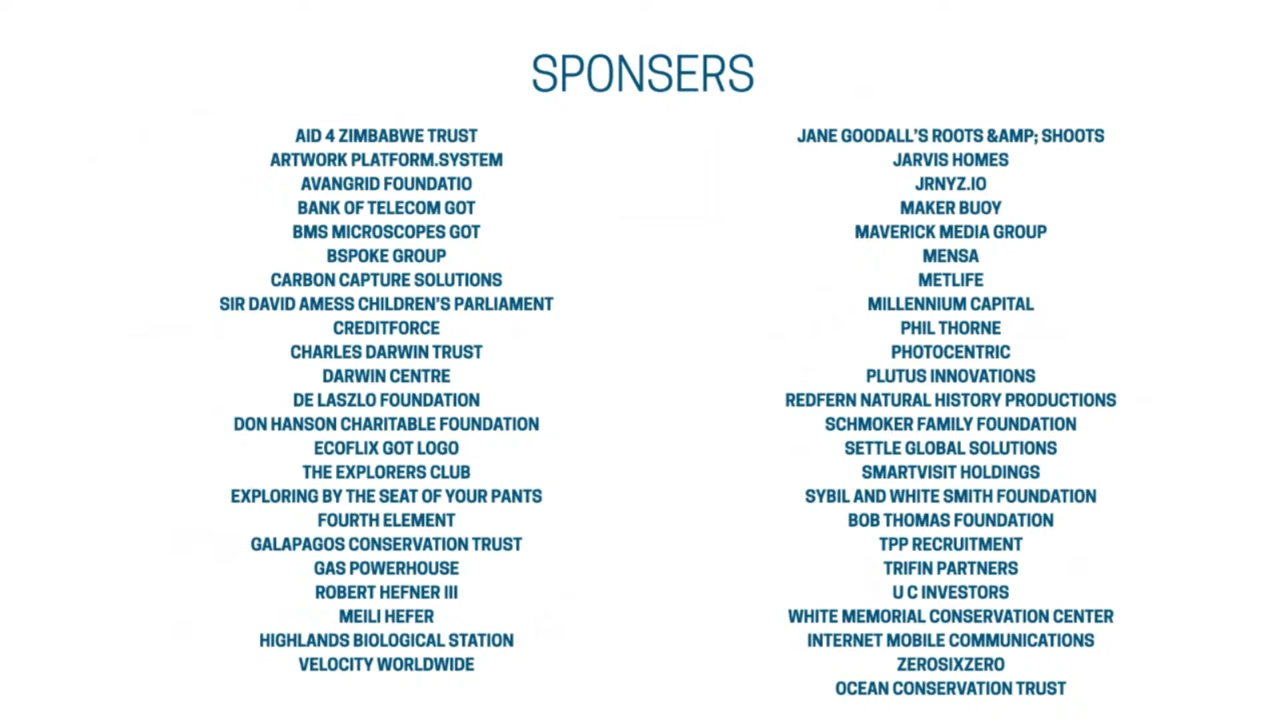 SPONSERS
AID 4 ZIMBABWE TRUST
ARTWORK PLATFORM.SYSTEM
AVANGRID FOUNDATIO
BANK OF TELECOM GOT
BMS MICROSCOPES GOT
BSPOKE GROUP
CARBON CAPTURE SOLUTIONS
SIR DAVID AMESS CHILDREN'S PARLIAMENT
CREDITFORCE
CHARLES DARWIN TRUST
DARWIN CENTRE
DE LASZLO FOUNDATION
DON HANSON CHARITABLE FOUNDATION
ECOFLIX GOT LOGO
THE EXPLORERS CLUB
EXPLORING BY THE SEAT OF YOUR PANTS
FOURTH ELEMENT
GALAPAGOS CONSERVATION TRUST
GAS POWERHOUSE
ROBERT HEFNER III
MEILI HEFER
HIGHLANDS BIOLOGICAL STATION
VELOCITY WORLDWIDE
JANE GOODALL'S ROOTS &AMP; SHOOTS
JARVIS HOMES
JRNYZ.IO
MAKER BUOY
MAVERICK MEDIA GROUP
MENSA
METLIFE
MILLENNIUM CAPITAL
PHIL THORNE
PHOTOCENTRIC
PLUTUS INNOVATIONS
REDFERN NATURAL HISTORY PRODUCTIONS
SCHMOKER FAMILY FOUNDATION
SETTLE GLOBAL SOLUTIONS
SMARTVISIT HOLDINGS
SYBIL AND WHITE SMITH FOUNDATION
BOB THOMAS FOUNDATION
TPP RECRUITMENT
TRIFIN PARTNERS
U C INVESTORS
WHITE MEMORIAL CONSERVATION CENTER
INTERNET MOBILE COMMUNICATIONS
ZEROSIXZERO
OCEAN CONSERVATION TRUST